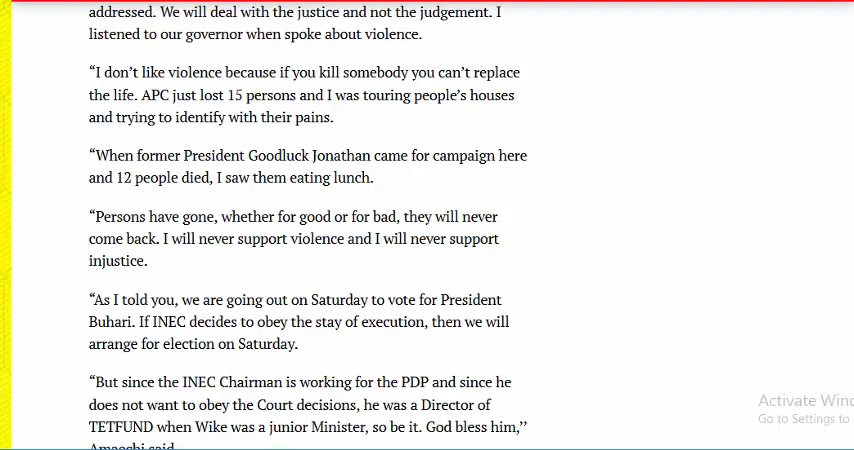 addressed. We will deal with the justice and not the judgement. I
listened to our governor when spoke about violence.
“I don’t like violence because if you kill somebody you can’t replace
the life. APC just lost 15 persons and I was touring people’s houses
and trying to identify with their pains.
“When former President Goodluck Jonathan came for campaign here
and 12 people died, I saw them eating lunch.
“Persons have gone, whether for good or for bad, they will never
come back. I will never support violence and I will never support
injustice.
“As I told you, we are going out on Saturday to vote for President
Buhari. If INEC decides to obey the stay of execution, then we will
arrange for election on Saturday.
“But since the INEC Chairman is working for the PDP and since he
does not want to obey the Court decisions, he was a Director of
TETFUND when Wike was a junior Minister, so be it. God bless him,’’
Amaechi said
Activate Winc
Go to Settings to